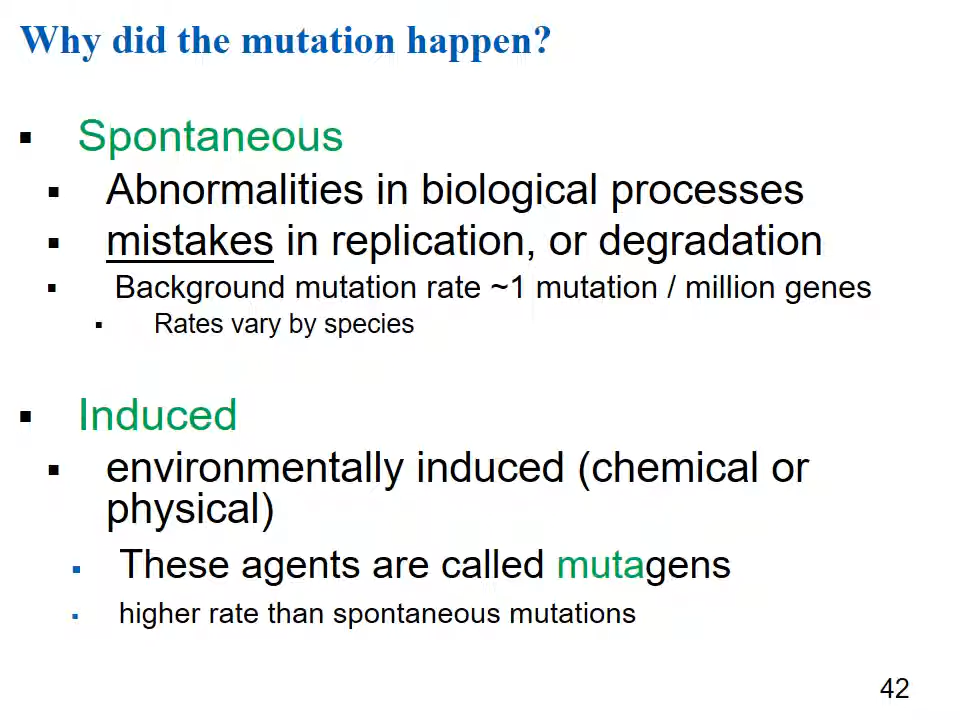 Why did the mutation happen?
▪ Spontaneous
▪ Abnormalities in biological processes
▪ mistakes in replication, or degradation
▪ Background mutation rate ~1 mutation / million genes
▪ Rates vary by species
▪ Induced
▪ environmentally induced (chemical or
physical)
▪ These agents are called mutagens
▪ higher rate than spontaneous mutations
42